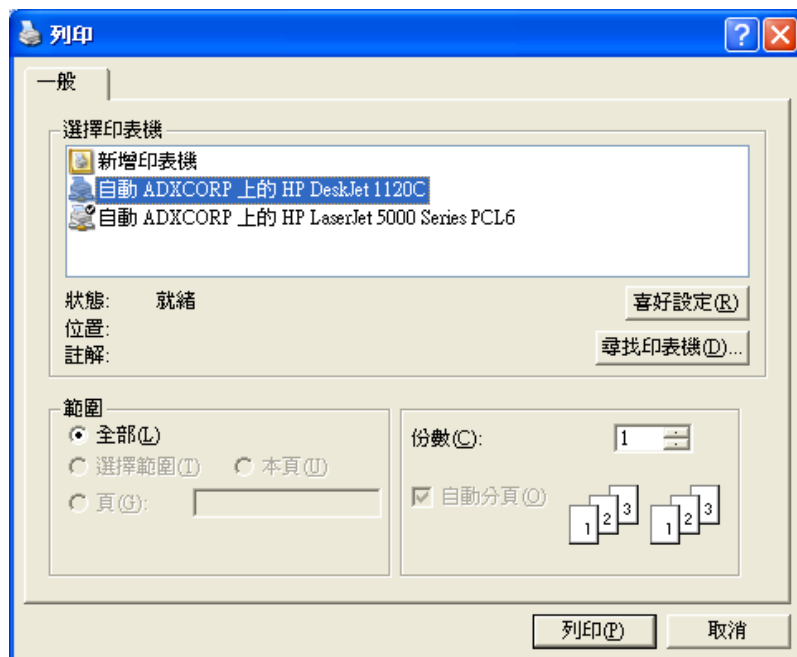 列印
一般
選擇印表機
新增印表機
自動 ADXCORP 上的 HP DeskJet 1120C
自動 ADXCORP 上的 HP LaserJet 5000 Series PCL6
狀態: 就緒
喜好設定(R)
位置:
註解:
尋找印表機(D)...
範圍
全部(L)
選擇範圍(T) 本頁(U)
頁(G):
份數(C): 1
自動分頁(O)
1 2 3 1 2 3
列印(P) 取消